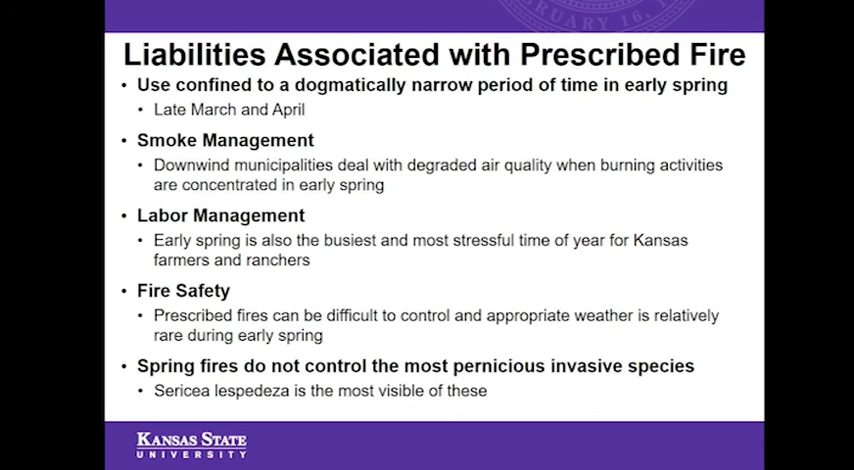 BRUARY 16, 1
Liabilities Associated with Prescribed Fire
• Use confined to a dogmatically narrow period of time in early spring
• Late March and April
• Smoke Management
• Downwind municipalities deal with degraded air quality when burning activities
are concentrated in early spring
• Labor Management
• Early spring is also the busiest and most stressful time of year for Kansas
farmers and ranchers
• Fire Safety
• Prescribed fires can be difficult to control and appropriate weather is relatively
rare during early spring
• Spring fires do not control the most pernicious invasive species
• Sericea lespedeza is the most visible of these
KANSAS STATE
UNIVERSITY